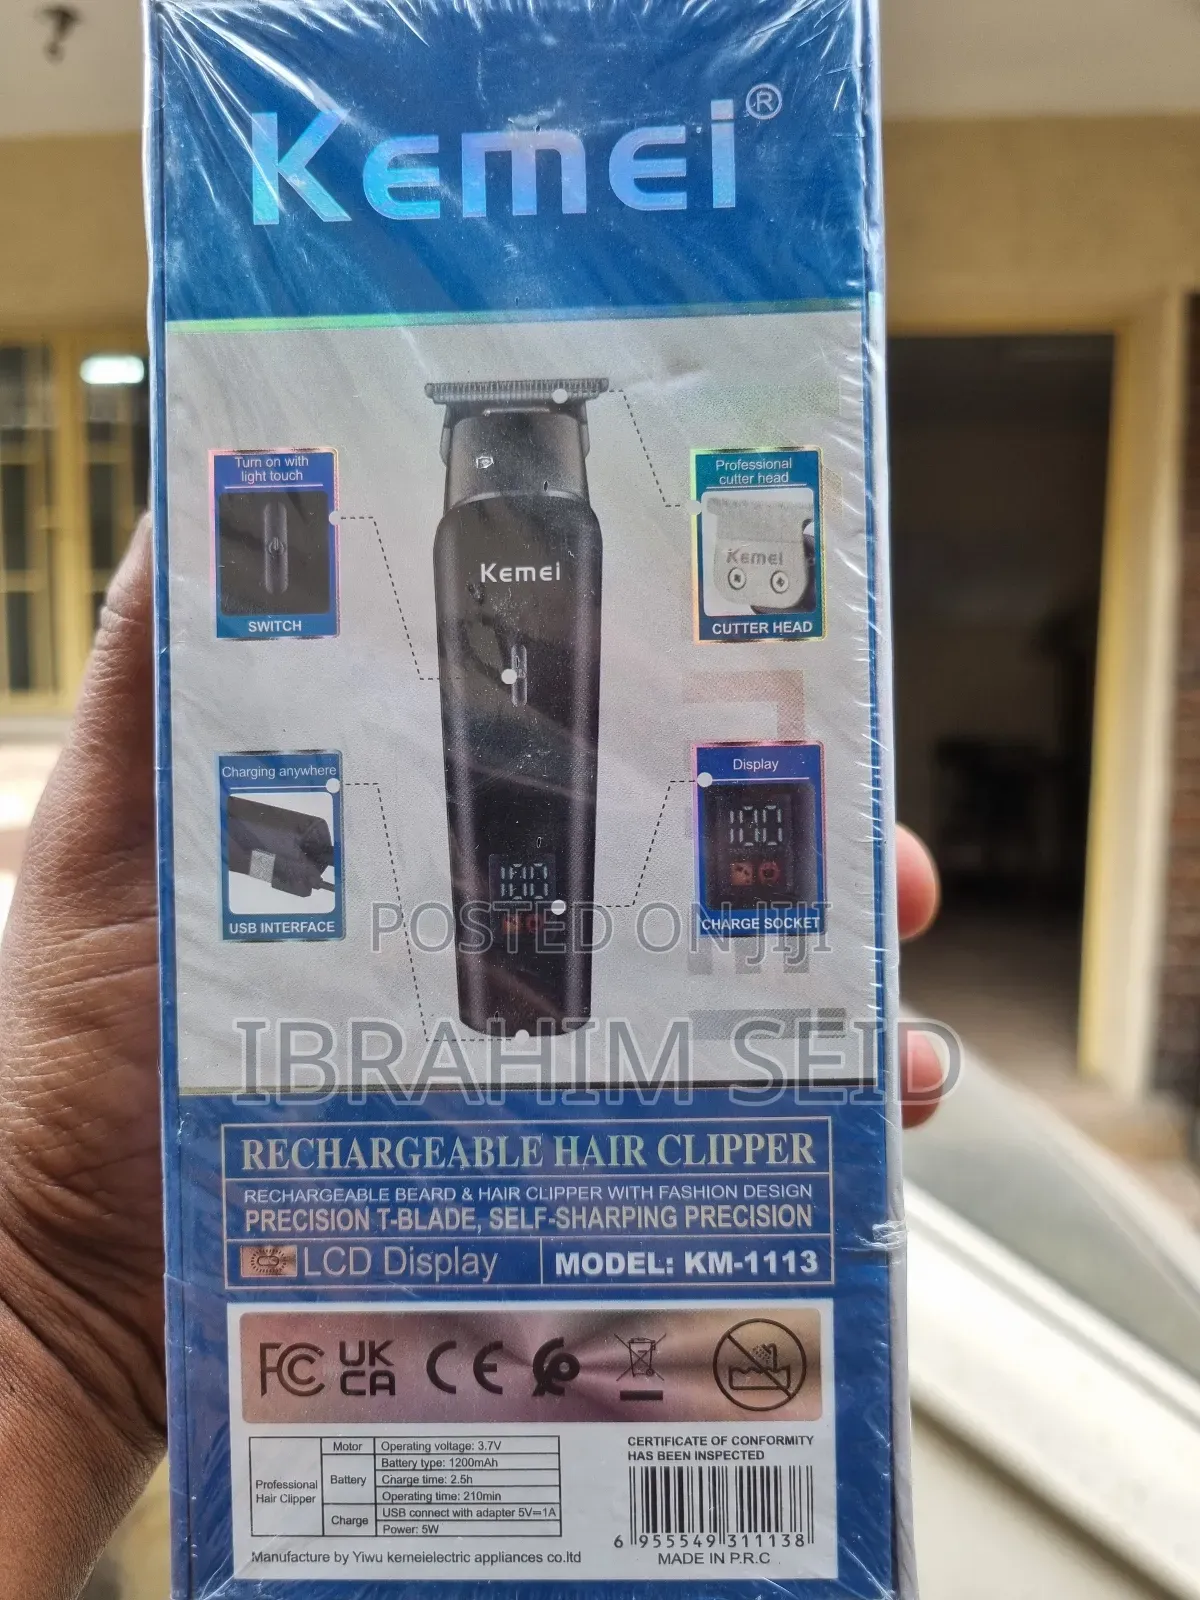 Kemei®
Turn on with
light touch
SWITCH
Professional
cutter head
Kemei
CUTTER HEAD
Kemei
Charging anywhere
USB INTERFACE
Display
100
CHARGE SOCKET
100
POSTED ON JIJI
IBRAHIM SEID
RECHARGEABLE HAIR CLIPPER
RECHARGEABLE BEARD & HAIR CLIPPER WITH FASHION DESIGN
PRECISION T-BLADE, SELF-SHARPING PRECISION
LCD Display
MODEL: KM-1113
FC UK CA CE
Professional
Hair Clipper
Motor Operating voltage: 3.7V
Battery Battery type: 1200mAh
Charge time: 2.5h
Operating time: 210min
Charge USB connect with adapter 5V⎓1A
Power: 5W
Manufacture by Yiwu kemeielectric appliances co.ltd
CERTIFICATE OF CONFORMITY
HAS BEEN INSPECTED
6 955549 311138
MADE IN P.R.C